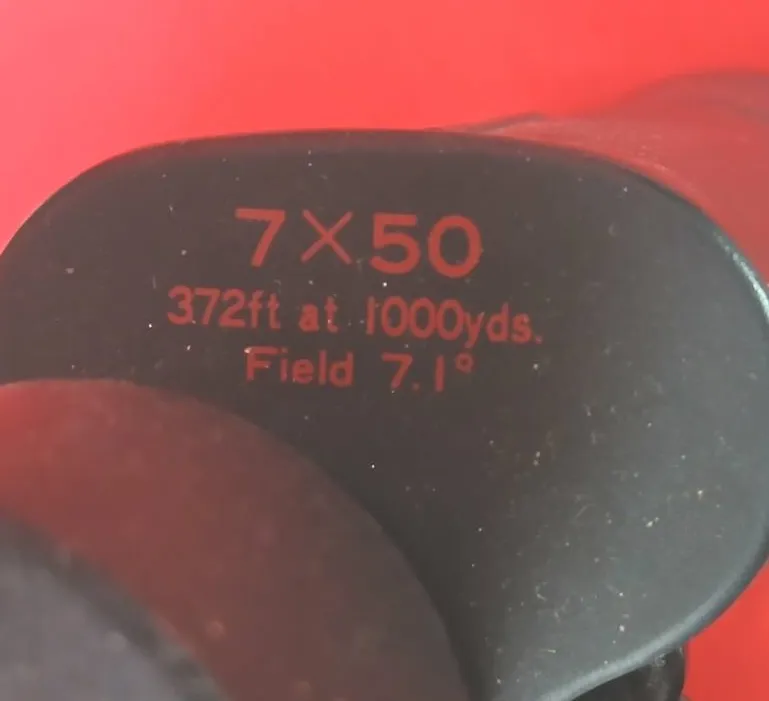 7×50
372ft at 1000yds.
Field 7.1°